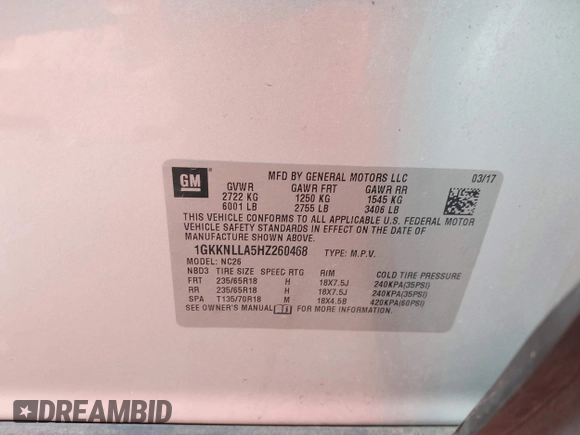 GM
MFD BY GENERAL MOTORS LLC 03/17
GVWR GAWR FRT GAWR RR
2722 KG 1250 KG 1545 KG
6001 LB 2755 LB 3406 LB
THIS VEHICLE CONFORMS TO ALL APPLICABLE U.S. FEDERAL MOTOR
VEHICLE SAFETY STANDARDS IN EFFECT ON THE DATE OF
MANUFACTURE SHOWN ABOVE.
1GKKNLLA5HZ260468 TYPE: M.P.V.
MODEL: NC26
NBD3 TIRE SIZE SPEED RTG RIM COLD TIRE PRESSURE
FRT 235/65R18 H 18X7.5J 240KPA(35PSI)
RR 235/65R18 H 18X7.5J 240KPA(35PSI)
SPA T135/70R18 M 18X4.5B 420KPA(60PSI)
SEE OWNER'S MANUAL FOR MORE INFORMATION.
DREAMBID